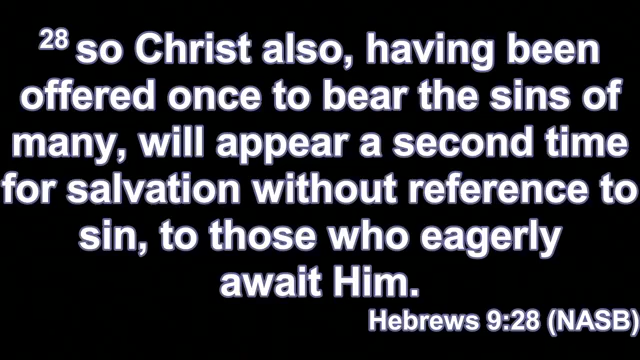 28 so Christ also, having been
offered once to bear the sins of
many, will appear a second time
for salvation without reference to
sin, to those who eagerly
await Him.
Hebrews 9:28 (NASB)